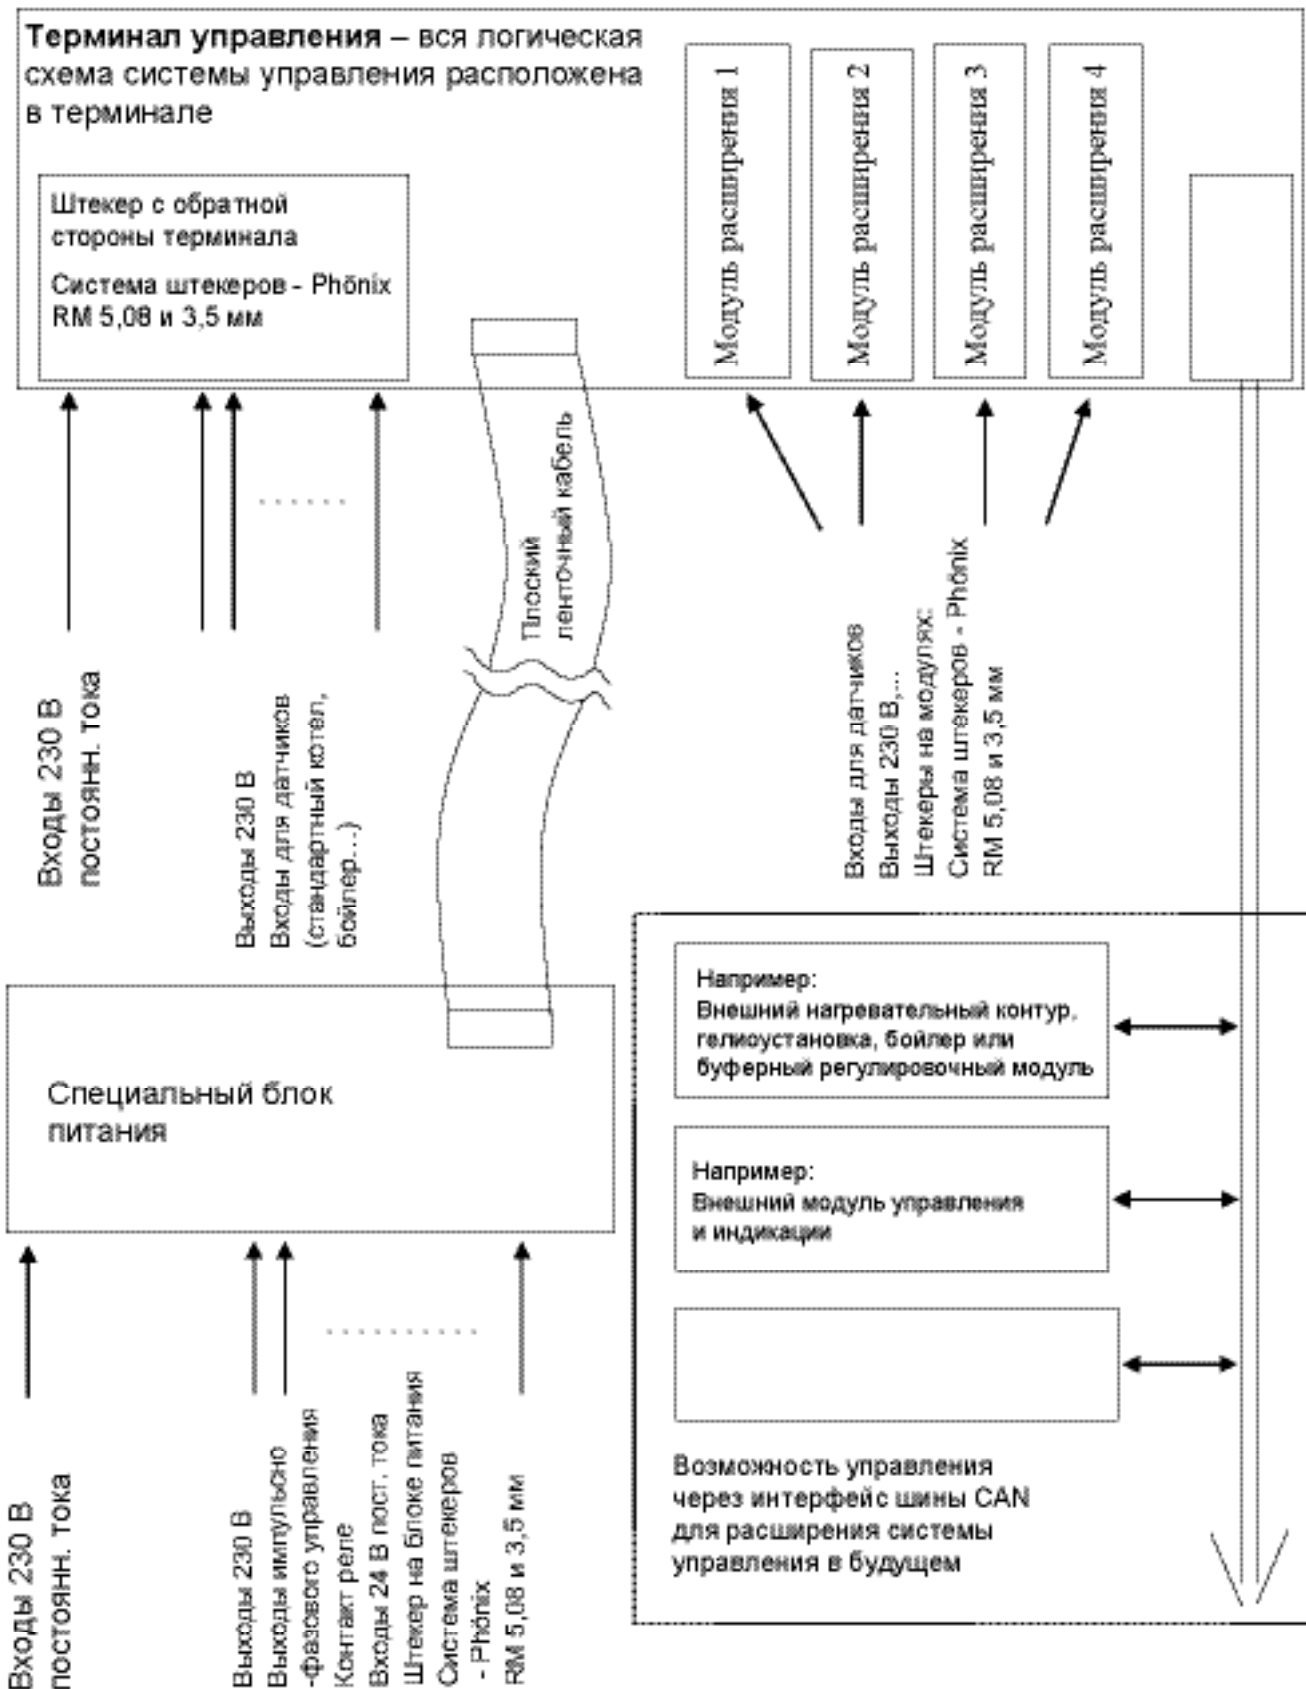 Терминал управления – вся логическая
схема системы управления расположена
в терминале
Штекер с обратной
стороны терминала
Система штекеров - Phönix
RM 5,08 и 3,5 мм
Модуль расширения 1
Модуль расширения 2
Модуль расширения 3
Модуль расширения 4
Плоский
ленточный кабель
Входы 230 В
постоянн. тока
Выходы 230 В
Входы для датчиков
(стандартный котел,
бойлер...)
Входы для датчиков
Выходы 230 В,...
Штекеры на модулях:
Система штекеров - Phönix
RM 5,08 и 3,5 мм
Специальный блок
питания
Например:
Внешний нагревательный контур,
гелиоустановка, бойлер или
буферный регулировочный модуль
Например:
Внешний модуль управления
и индикации
Возможность управления
через интерфейс шины CAN
для расширения системы
управления в будущем
Входы 230 В
постоянн. тока
Выходы 230 В
Выходы импульсно
-фазового управления
Контакт реле
Входы 24 В пост. тока
Штекер на блоке питания
Система штекеров
- Phönix
RM 5,08 и 3,5 мм